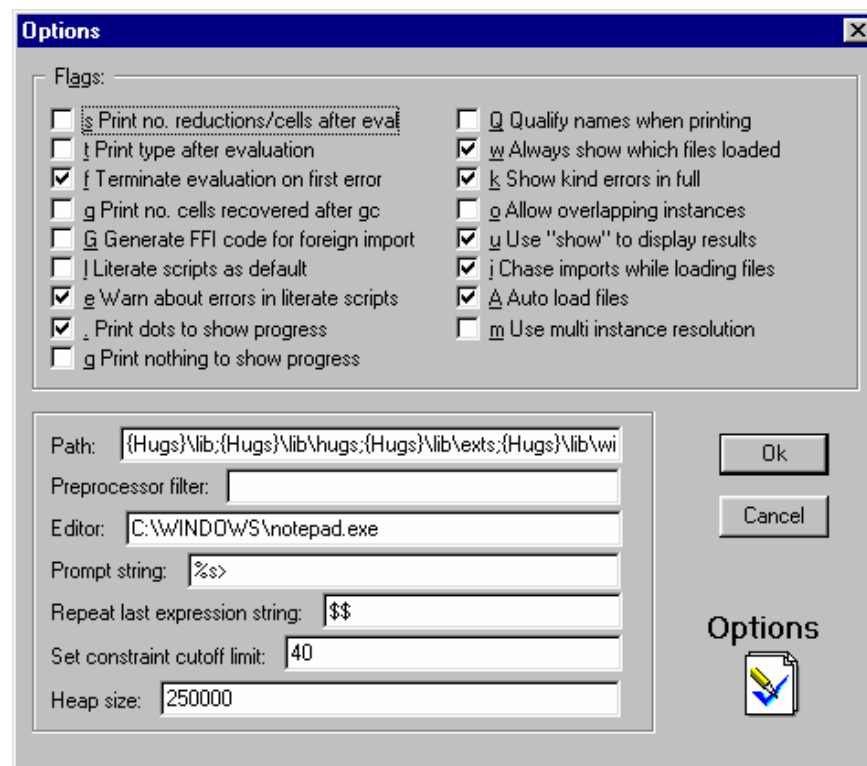 Options
Flags:
s Print no. reductions/cells after eval
t Print type after evaluation
f Terminate evaluation on first error
g Print no. cells recovered after gc
G Generate FFI code for foreign import
l Literate scripts as default
e Warn about errors in literate scripts
. Print dots to show progress
q Print nothing to show progress
Q Qualify names when printing
w Always show which files loaded
k Show kind errors in full
o Allow overlapping instances
u Use "show" to display results
i Chase imports while loading files
A Auto load files
m Use multi instance resolution
Path: {Hugs}\lib;{Hugs}\lib\hugs;{Hugs}\lib\exts;{Hugs}\lib\wi
Preprocessor filter:
Editor: C:\WINDOWS\notepad.exe
Prompt string: %s>
Repeat last expression string: $$
Set constraint cutoff limit: 40
Heap size: 250000
Ok
Cancel
Options